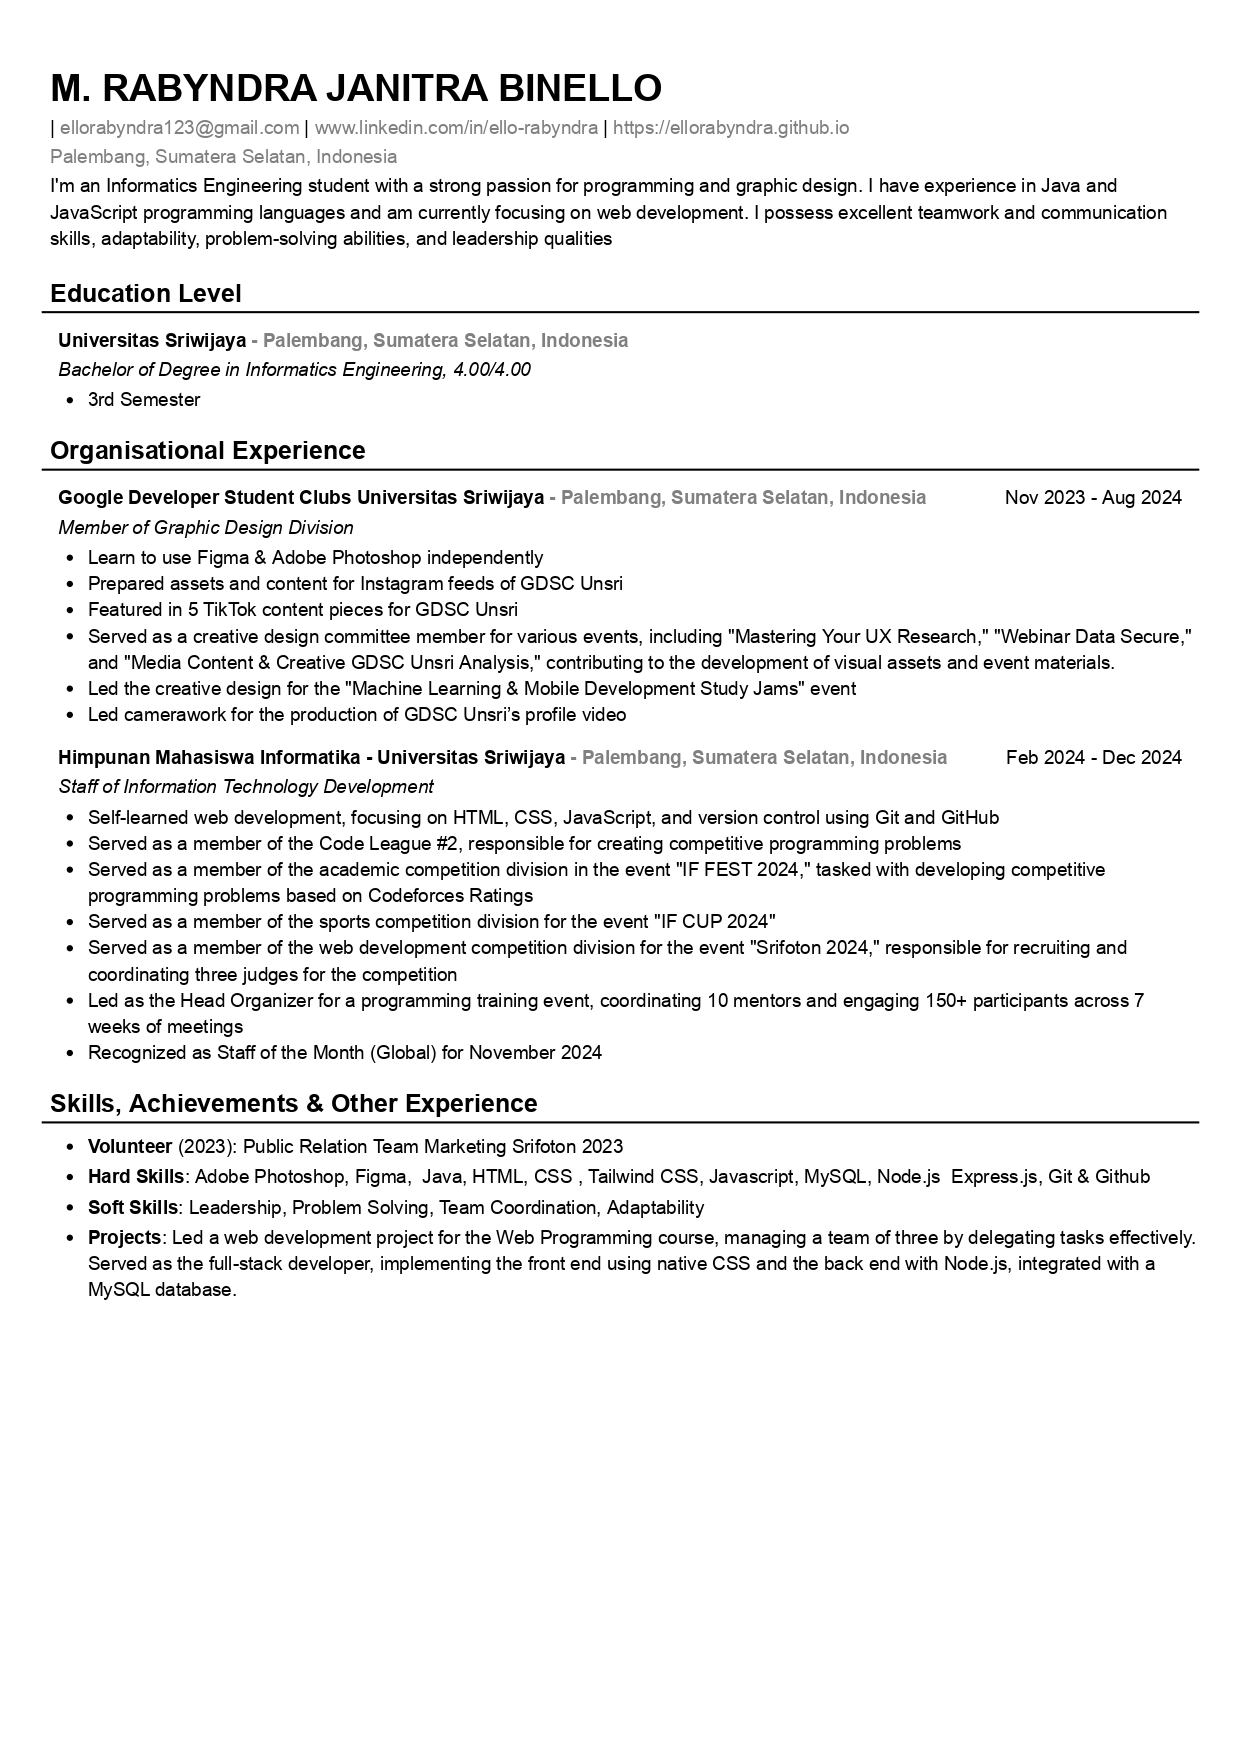 M. RABYNDRA JANITRA BINELLO
| ellorabyndra123@gmail.com | www.linkedin.com/in/ello-rabyndra | https://ellorabyndra.github.io
Palembang, Sumatera Selatan, Indonesia
I'm an Informatics Engineering student with a strong passion for programming and graphic design. I have experience in Java and
JavaScript programming languages and am currently focusing on web development. I possess excellent teamwork and communication
skills, adaptability, problem-solving abilities, and leadership qualities
Education Level
Universitas Sriwijaya - Palembang, Sumatera Selatan, Indonesia
Bachelor of Degree in Informatics Engineering, 4.00/4.00
• 3rd Semester
Organisational Experience
Google Developer Student Clubs Universitas Sriwijaya - Palembang, Sumatera Selatan, Indonesia Nov 2023 - Aug 2024
Member of Graphic Design Division
• Learn to use Figma & Adobe Photoshop independently
• Prepared assets and content for Instagram feeds of GDSC Unsri
• Featured in 5 TikTok content pieces for GDSC Unsri
• Served as a creative design committee member for various events, including "Mastering Your UX Research," "Webinar Data Secure,"
and "Media Content & Creative GDSC Unsri Analysis," contributing to the development of visual assets and event materials.
• Led the creative design for the "Machine Learning & Mobile Development Study Jams" event
• Led camerawork for the production of GDSC Unsri’s profile video
Himpunan Mahasiswa Informatika - Universitas Sriwijaya - Palembang, Sumatera Selatan, Indonesia Feb 2024 - Dec 2024
Staff of Information Technology Development
• Self-learned web development, focusing on HTML, CSS, JavaScript, and version control using Git and GitHub
• Served as a member of the Code League #2, responsible for creating competitive programming problems
• Served as a member of the academic competition division in the event "IF FEST 2024," tasked with developing competitive
programming problems based on Codeforces Ratings
• Served as a member of the sports competition division for the event "IF CUP 2024"
• Served as a member of the web development competition division for the event "Srifoton 2024," responsible for recruiting and
coordinating three judges for the competition
• Led as the Head Organizer for a programming training event, coordinating 10 mentors and engaging 150+ participants across 7
weeks of meetings
• Recognized as Staff of the Month (Global) for November 2024
Skills, Achievements & Other Experience
• Volunteer (2023): Public Relation Team Marketing Srifoton 2023
• Hard Skills: Adobe Photoshop, Figma,  Java, HTML, CSS , Tailwind CSS, Javascript, MySQL, Node.js  Express.js, Git & Github
• Soft Skills: Leadership, Problem Solving, Team Coordination, Adaptability
• Projects: Led a web development project for the Web Programming course, managing a team of three by delegating tasks effectively.
Served as the full-stack developer, implementing the front end using native CSS and the back end with Node.js, integrated with a
MySQL database.